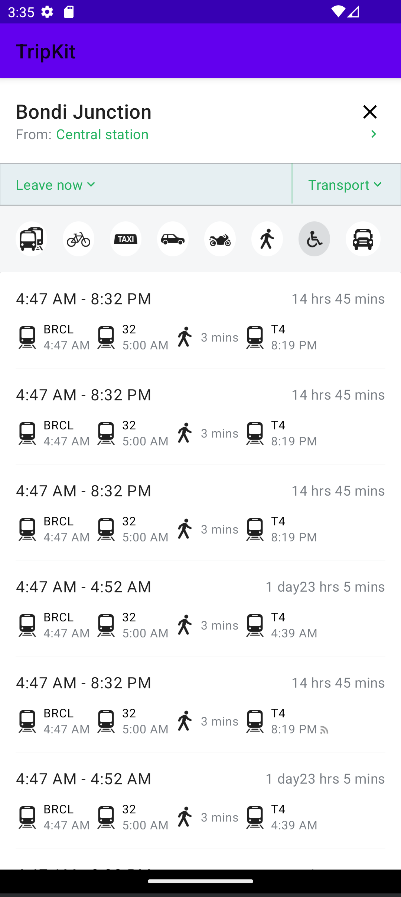 3:35
TripKit
Bondi Junction
From: Central station
Leave now
Transport
TAXI
4:47 AM - 8:32 PM 14 hrs 45 mins
BRCL 32 T4
4:47 AM 5:00 AM 3 mins 8:19 PM
4:47 AM - 8:32 PM 14 hrs 45 mins
BRCL 32 T4
4:47 AM 5:00 AM 3 mins 8:19 PM
4:47 AM - 8:32 PM 14 hrs 45 mins
BRCL 32 T4
4:47 AM 5:00 AM 3 mins 8:19 PM
4:47 AM - 4:52 AM 1 day23 hrs 5 mins
BRCL 32 T4
4:47 AM 5:00 AM 3 mins 4:39 AM
4:47 AM - 8:32 PM 14 hrs 45 mins
BRCL 32 T4
4:47 AM 5:00 AM 3 mins 8:19 PM
4:47 AM - 4:52 AM 1 day23 hrs 5 mins
BRCL 32 T4
4:47 AM 5:00 AM 3 mins 4:39 AM